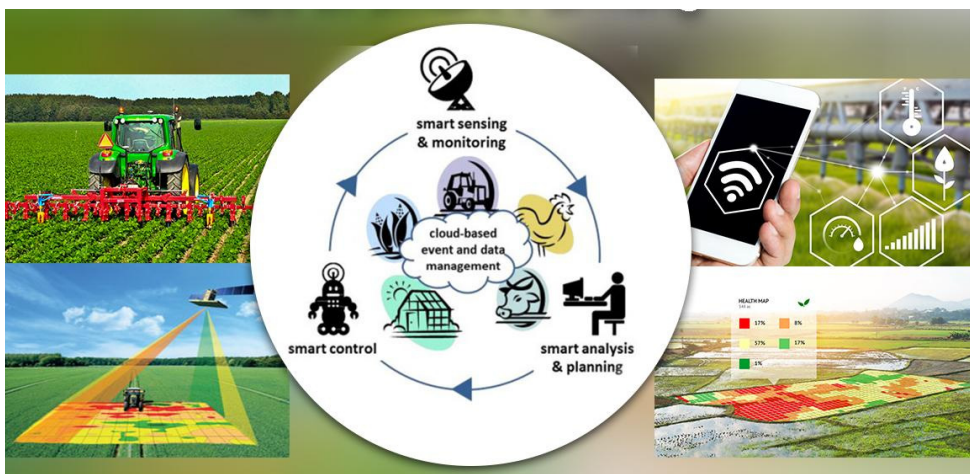 smart sensing
& monitoring
cloud-based
event and data
management
smart control
smart analysis
& planning
HEALTH MAP
17%
8%
57%
17%
1%